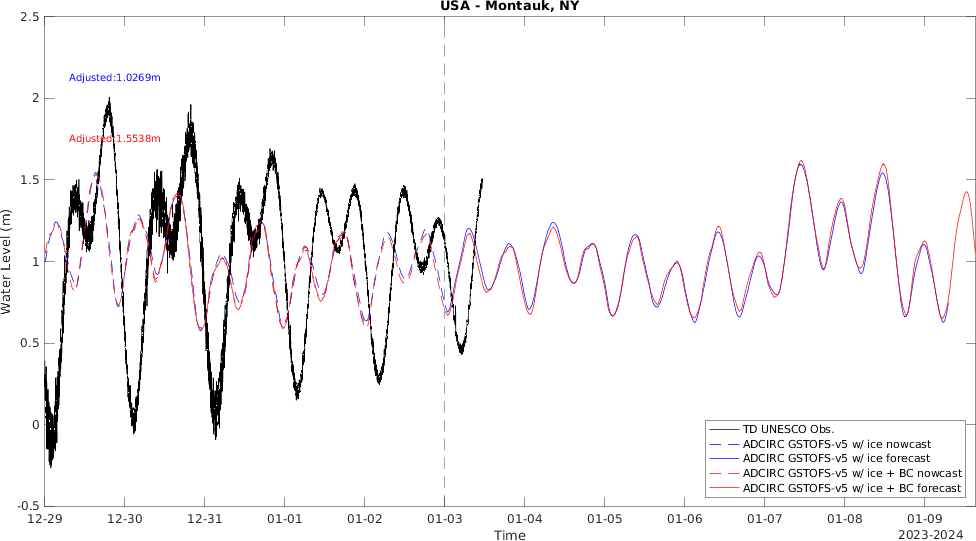 USA - Montauk, NY
2.5
2
1.5
1
0.5
0
-0.5
Water Level (m)
Adjusted:1.0269m
Adjusted:1.5538m
TD UNESCO Obs.
ADCIRC GSTOFS-v5 w/ ice nowcast
ADCIRC GSTOFS-v5 w/ ice forecast
ADCIRC GSTOFS-v5 w/ ice + BC nowcast
ADCIRC GSTOFS-v5 w/ ice + BC forecast
12-29 12-30 12-31 01-01 01-02 01-03 01-04 01-05 01-06 01-07 01-08 01-09
Time
2023-2024